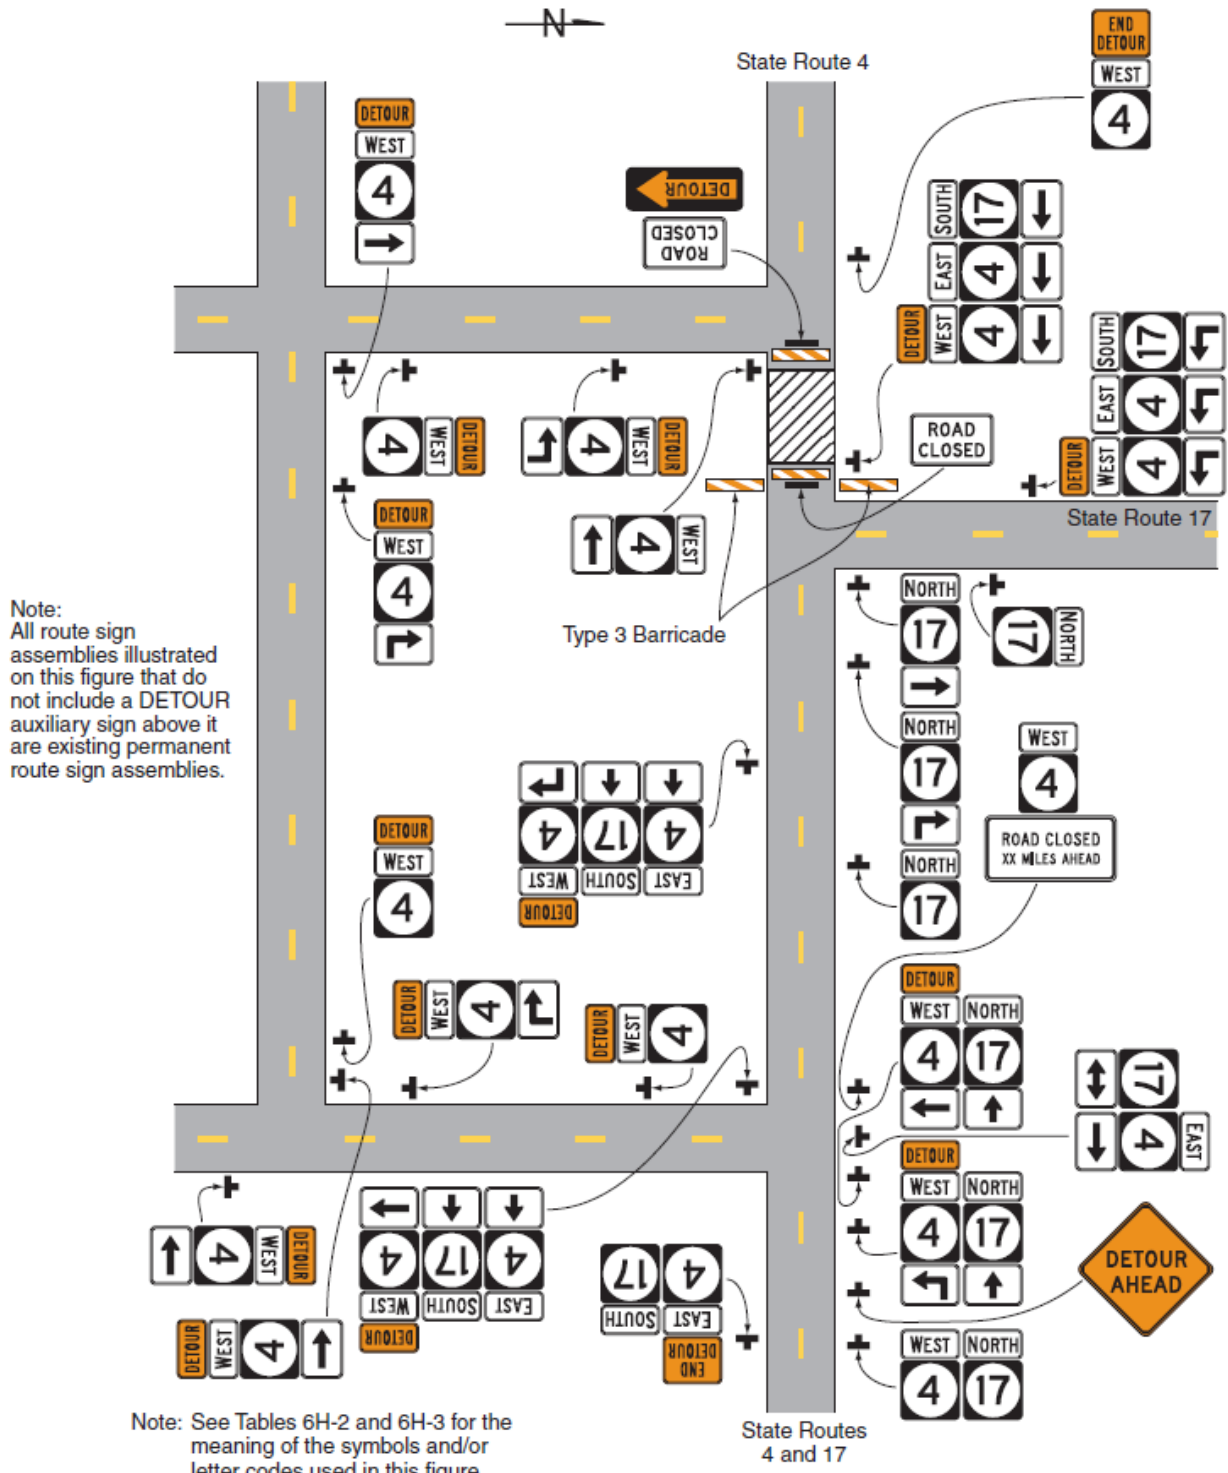 N
State Route 4
END
DETOUR
WEST
4
DETOUR
WEST
4
DETOUR
ROAD
CLOSED
SOUTH 17
EAST 4
DETOUR WEST 4
SOUTH 17
EAST 4
DETOUR WEST 4
State Route 17
ROAD
CLOSED
4 WEST DETOUR
4 WEST DETOUR
4 WEST
DETOUR
WEST
4
Type 3 Barricade
Note:
All route sign
assemblies illustrated
on this figure that do
not include a DETOUR
auxiliary sign above it
are existing permanent
route sign assemblies.
NORTH
17
17 NORTH
NORTH
17
NORTH
17
WEST
4
ROAD CLOSED
XX MILES AHEAD
4 17 4
WEST SOUTH EAST
DETOUR
DETOUR
WEST
4
DETOUR WEST 4
DETOUR WEST 4
DETOUR
WEST NORTH
4 17
17
4 EAST
DETOUR
WEST NORTH
4 17
DETOUR
AHEAD
4 WEST DETOUR
DETOUR WEST 4
4 17 4
WEST SOUTH EAST
DETOUR
17 4
SOUTH EAST
END
DETOUR
WEST NORTH
4 17
State Routes
4 and 17
Note: See Tables 6H-2 and 6H-3 for the
meaning of the symbols and/or
letter codes used in this figure